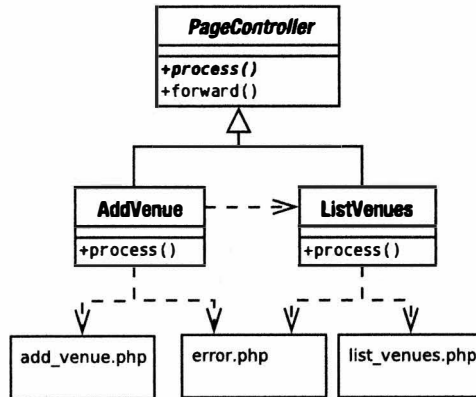 PageController
+process()
+forward()
AddVenue
ListVenues
+process()
+process()
add_venue.php
error.php
list_venues.php